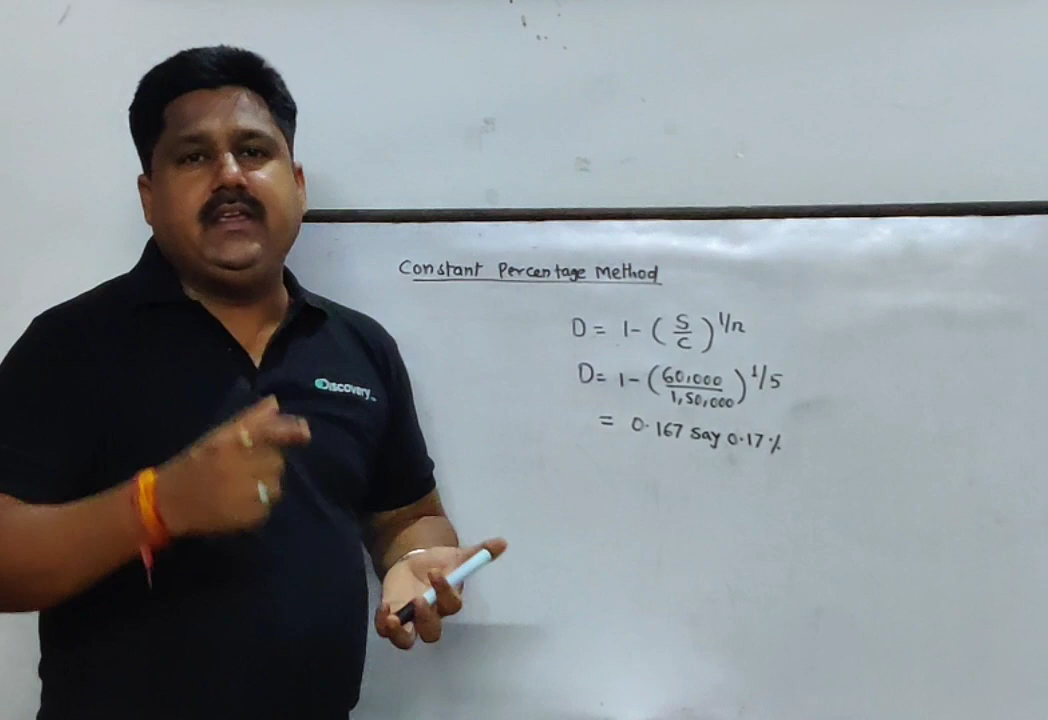 Discovery
Constant Percentage Method
D = 1 - (S/C)^1/n
D = 1 - (60,000/1,50,000)^1/5
= 0.167 Say 0.17%